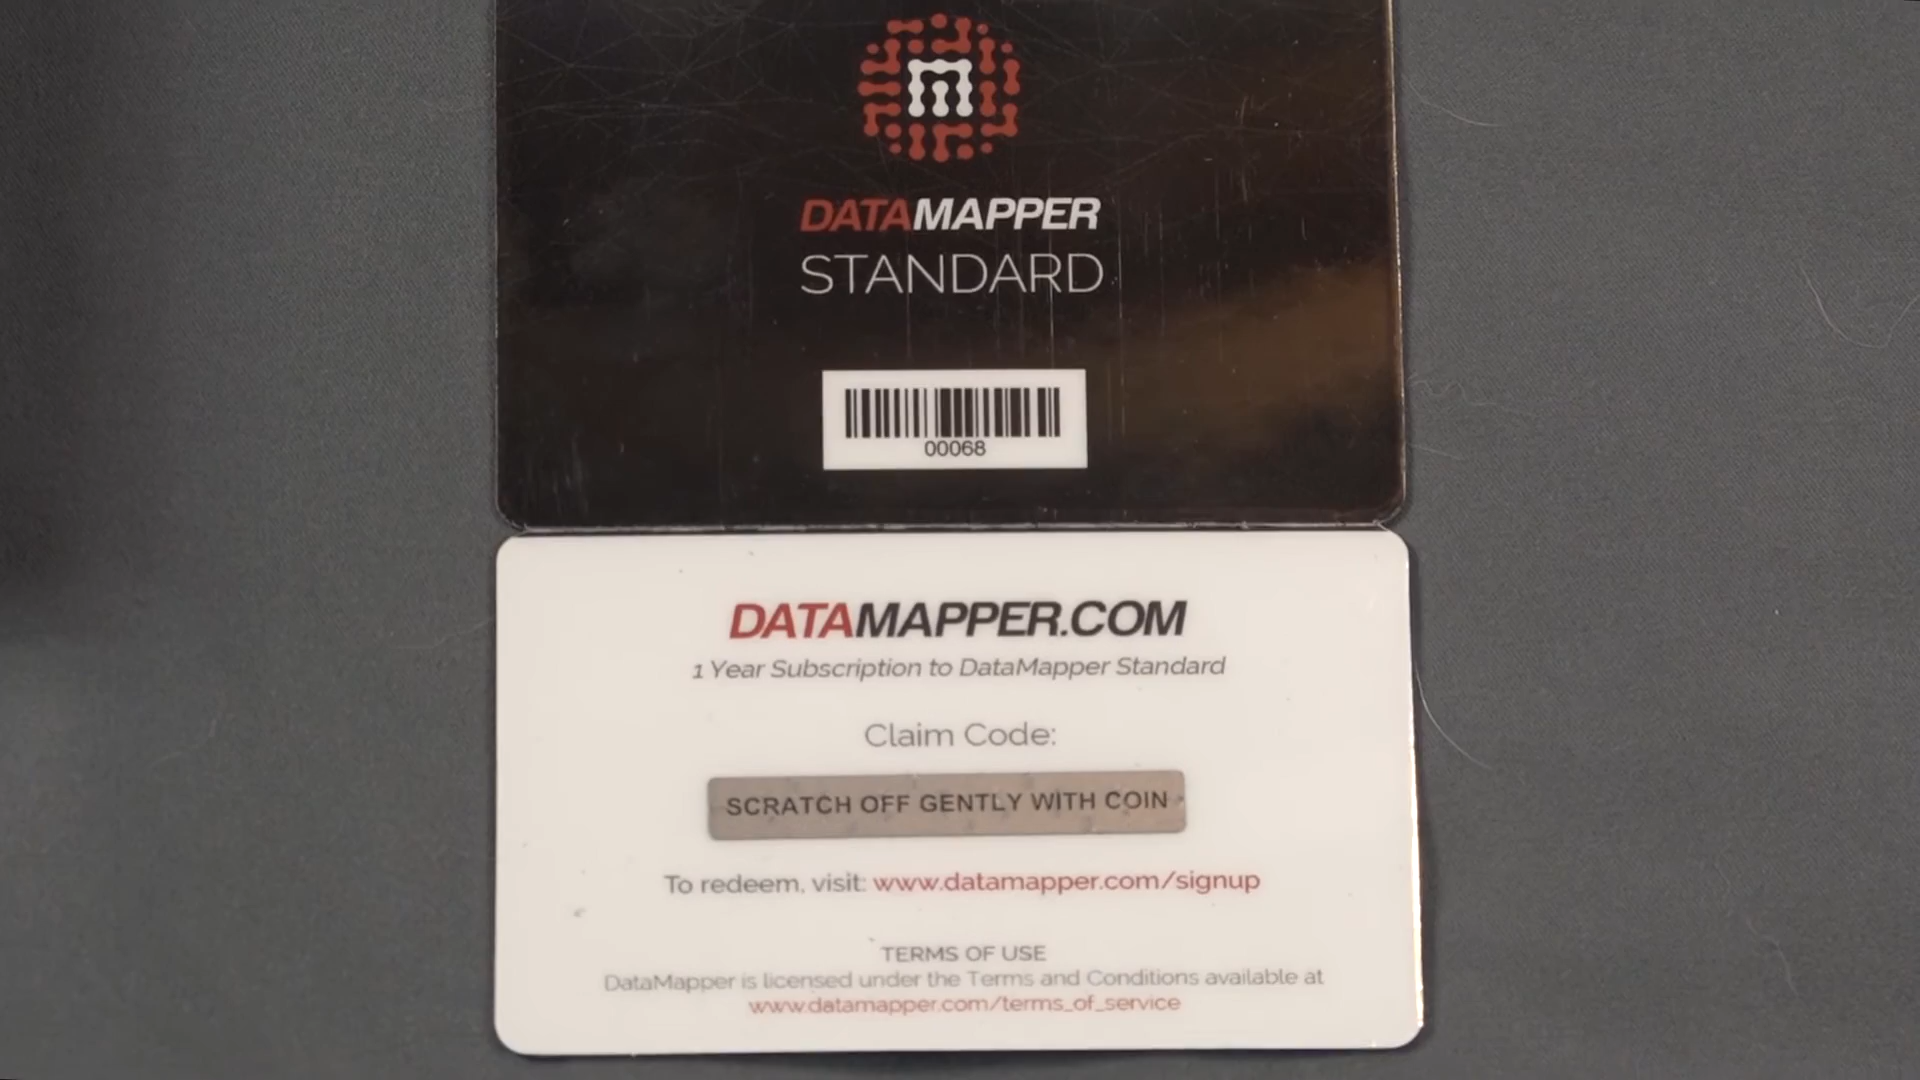 m
DATAMAPPER
STANDARD
00068
DATAMAPPER.COM
1 Year Subscription to DataMapper Standard
Claim Code:
SCRATCH OFF GENTLY WITH COIN
To redeem, visit: www.datamapper.com/signup
TERMS OF USE
DataMapper is licensed under the Terms and Conditions available at
www.datamapper.com/terms_of_service